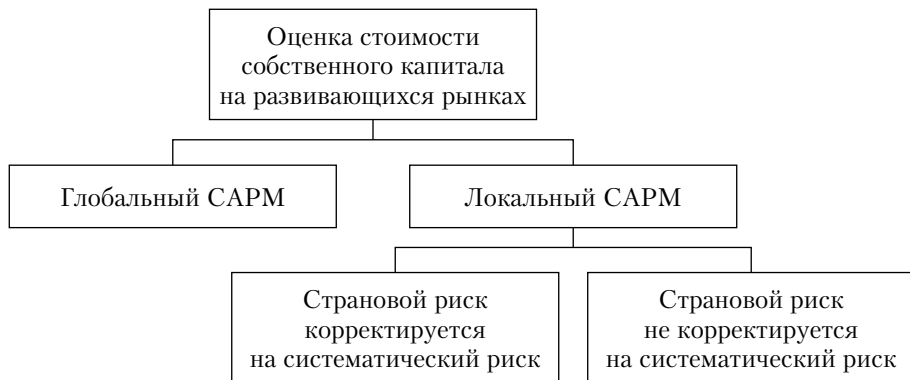 Оценка стоимости
собственного капитала
на развивающихся рынках
Глобальный CAPM
Локальный CAPM
Страновой риск
корректируется
на систематический риск
Страновой риск
не корректируется
на систематический риск